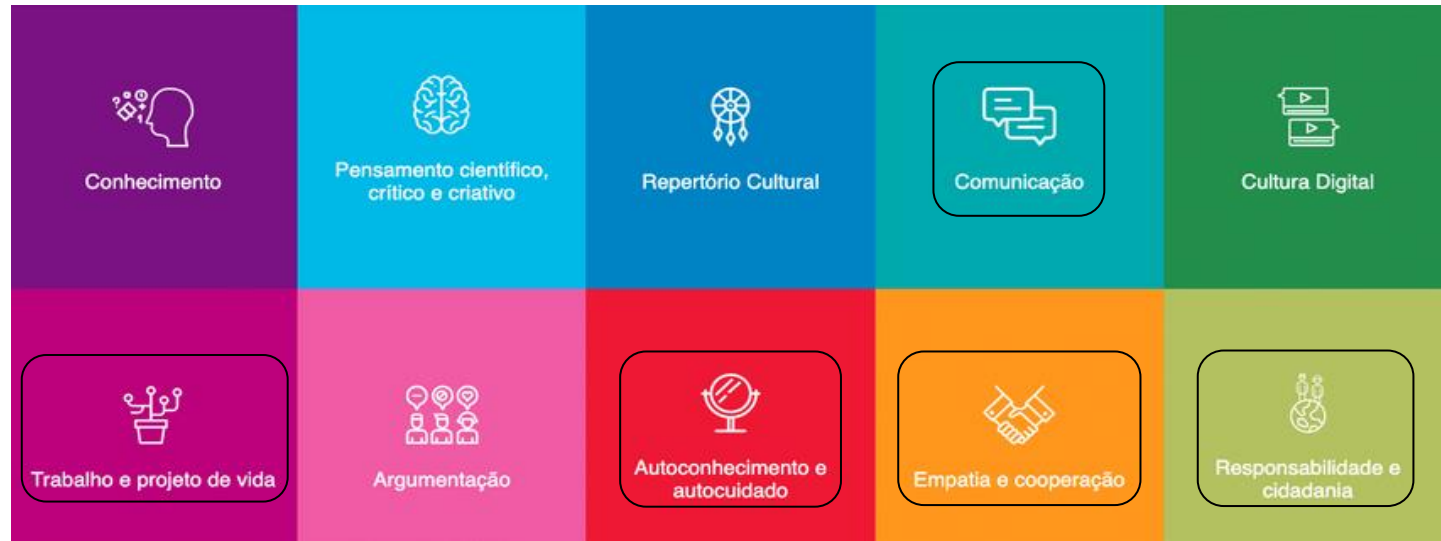 Conhecimento
Pensamento científico,
crítico e criativo
Repertório Cultural
Comunicação
Cultura Digital
Trabalho e projeto de vida
Argumentação
Autoconhecimento e
autocuidado
Empatia e cooperação
Responsabilidade e
cidadania